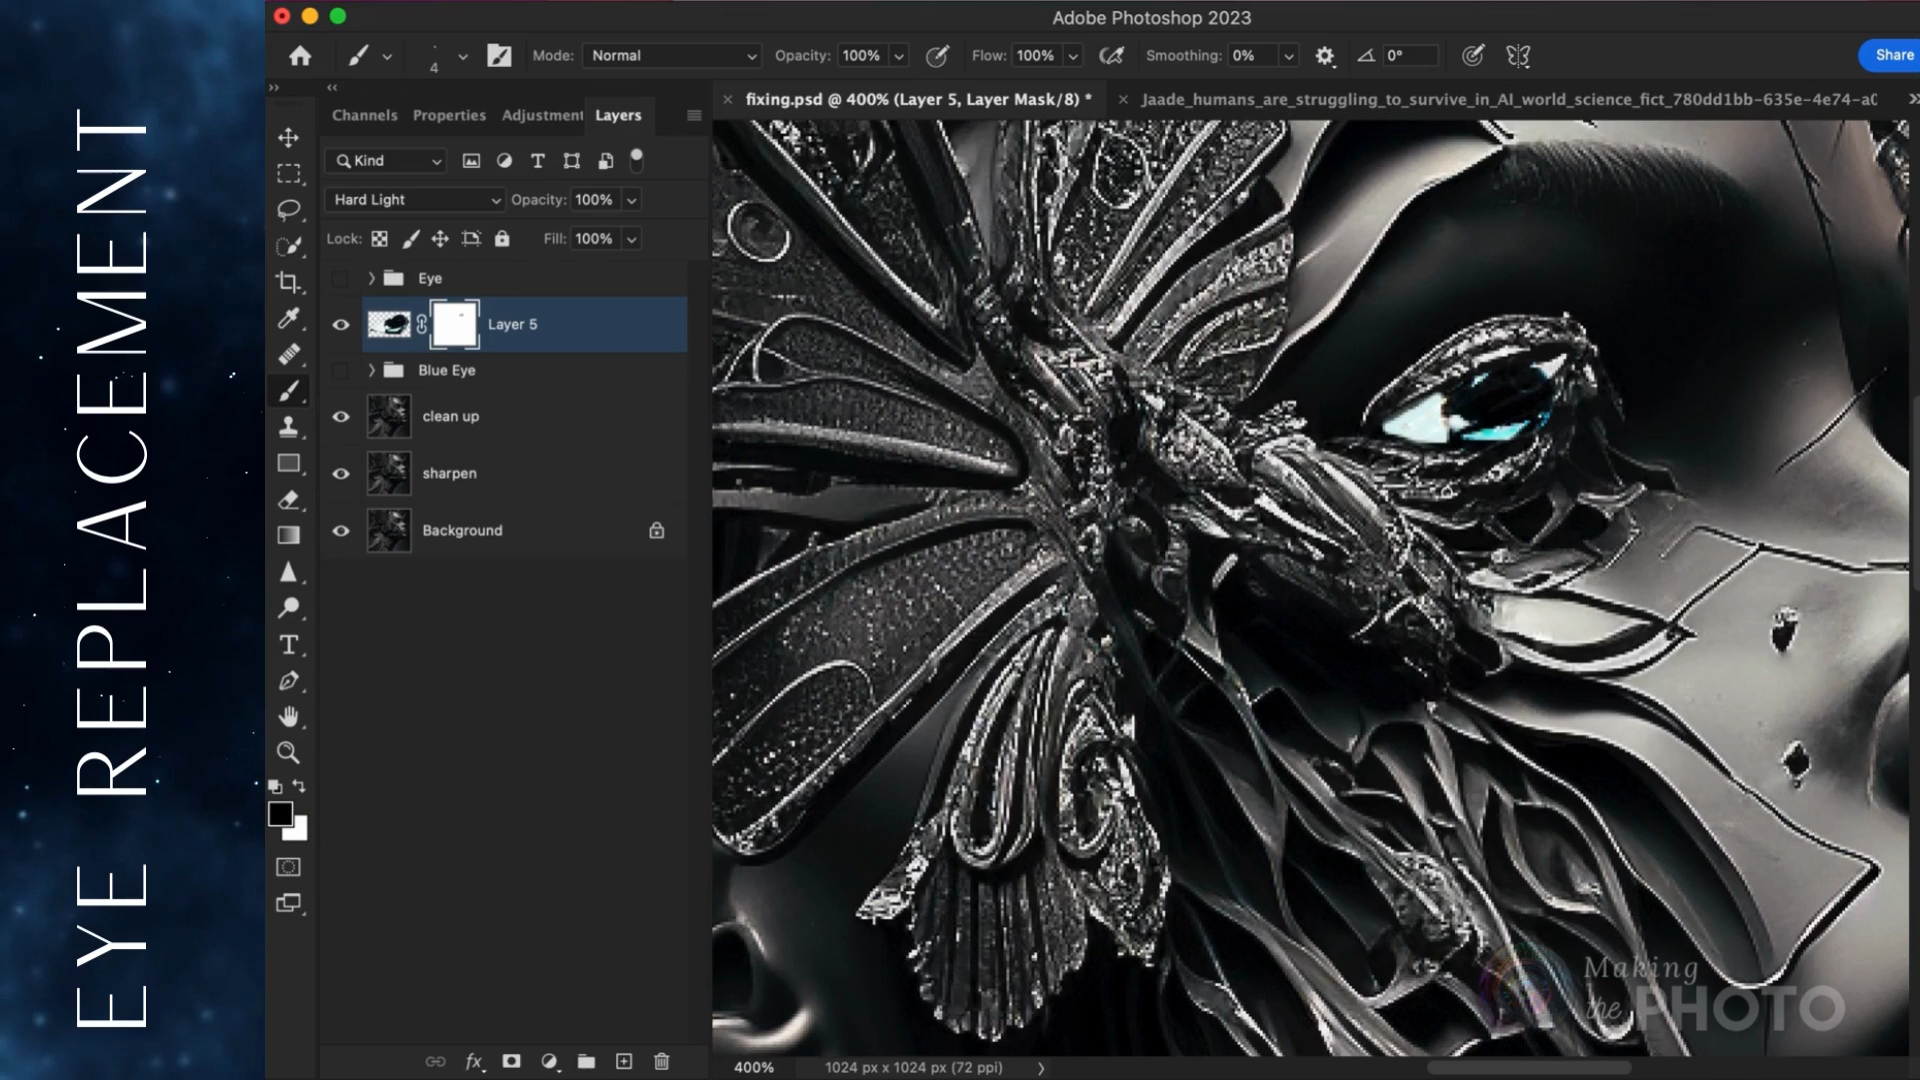 EYE REPLACEMENT
Adobe Photoshop 2023
4
Mode: Normal
Opacity: 100%
Flow: 100%
Smoothing: 0%
0°
Share
Channels
Properties
Adjustment
Layers
fixing.psd @ 400% (Layer 5, Layer Mask/8) *
Jaade_humans_are_struggling_to_survive_in_AI_world_science_fict_780dd1bb-635e-4e74-a0
Kind
Hard Light
Opacity: 100%
Lock:
Fill: 100%
Eye
Layer 5
Blue Eye
clean up
sharpen
Background
fx
Making
the PHOTO
400%
1024 px x 1024 px (72 ppi)